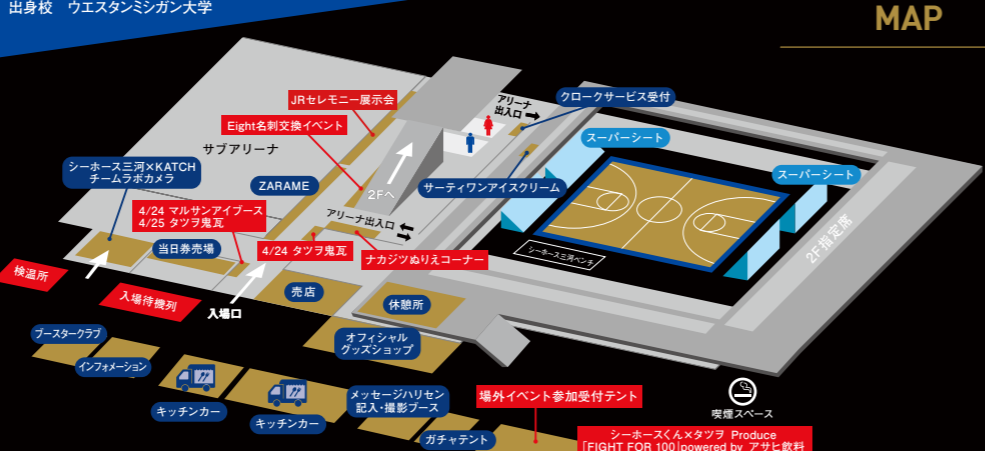 出身校　ウエスタンミシガン大学
MAP
JRセレモニー展示会
アリーナ
出入口
クロークサービス受付
Eight名刺交換イベント
スーパーシート
サブアリーナ
シーホース三河×KATCH
チームラボカメラ
スーパーシート
ZARAME
2Fへ
サーティワンアイスクリーム
4/24 マルサンアイブース
4/25 タツヲ鬼瓦
アリーナ出入口
2F指定席
当日券売場
4/24 タツヲ鬼瓦
ナカジツぬりえコーナー
シーホース三河ベンチ
検温所
入場待機列
入場口
売店
休憩所
ブースタークラブ
オフィシャル
グッズショップ
インフォメーション
キッチンカー
キッチンカー
メッセージハリセン
記入・撮影ブース
場外イベント参加受付テント
喫煙スペース
ガチャテント
シーホースくん×タツヲ Produce
「FIGHT FOR 100」powered by アサヒ飲料